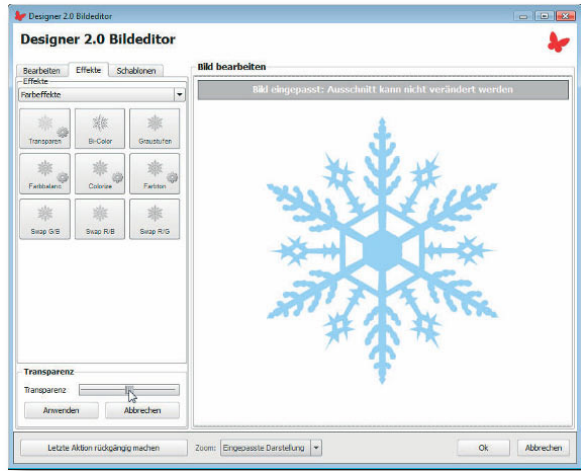 Designer 2.0 Bildeditor
Designer 2.0 Bildeditor
Bearbeiten Effekte Schablonen
Effekte
Farbeffekte
Transparen Bi-Color Graustufen
Farbbalanc Colorize Farbton
Swap G/B Swap R/B Swap R/G
Transparenz
Transparenz
Anwenden Abbrechen
Bild bearbeiten
Bild eingepasst: Ausschnitt kann nicht verändert werden
Letzte Aktion rückgängig machen Zoom: Eingepasste Darstellung Ok Abbrechen